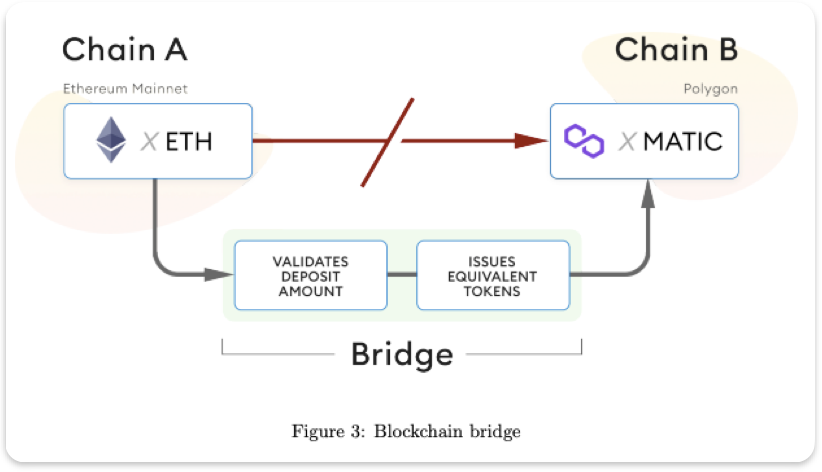 Chain A
Chain B
Ethereum Mainnet
Polygon
X ETH
X MATIC
VALIDATES
DEPOSIT
AMOUNT
ISSUES
EQUIVALENT
TOKENS
Bridge
Figure 3: Blockchain bridge